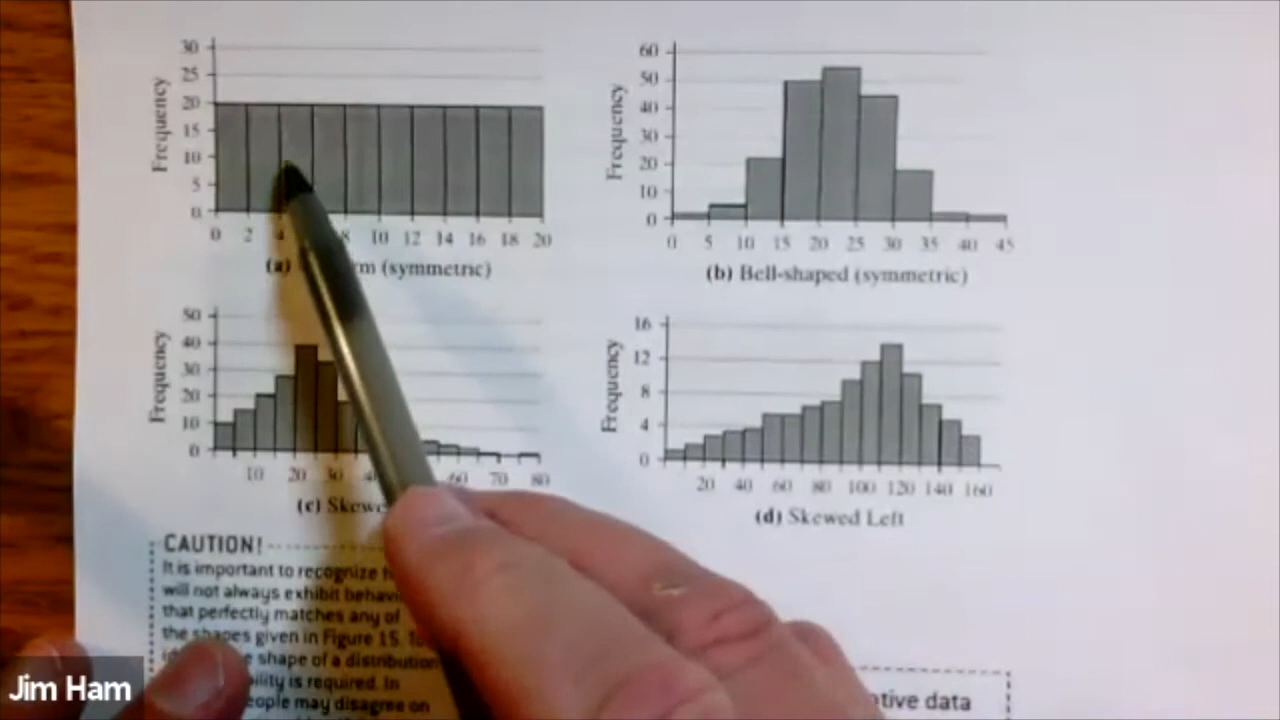 30
25
20
15
10
5
0
Frequency
0 2 4 8 10 12 14 16 18 20
(a) rm (symmetric)
60
50
40
30
20
10
0
Frequency
0 5 10 15 20 25 30 35 40 45
(b) Bell-shaped (symmetric)
50
40
30
20
10
0
Frequency
10 20 30 60 70 80
(c) Skewe
16
12
8
4
0
Frequency
20 40 60 80 100 120 140 160
(d) Skewed Left
CAUTION!
It is important to recognize
will not always exhibit behavi
that perfectly matches any of
the shapes given in Figure 15. To
e shape of a distribution
bility is required. In
eople may disagree on
ative data
Jim Ham